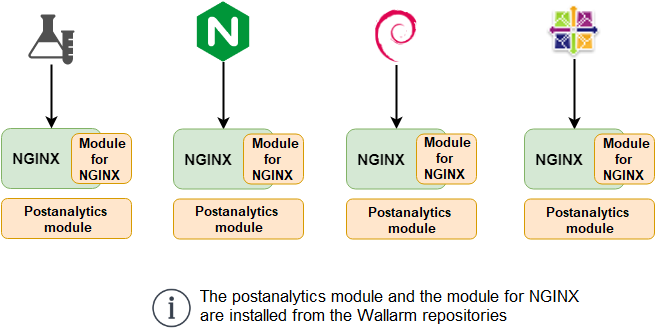 N
NGINX
Module
for
NGINX
NGINX
Module
for
NGINX
NGINX
Module
for
NGINX
NGINX
Module
for
NGINX
Postanalytics
module
Postanalytics
module
Postanalytics
module
Postanalytics
module
i
The postanalytics module and the module for NGINX
are installed from the Wallarm repositories